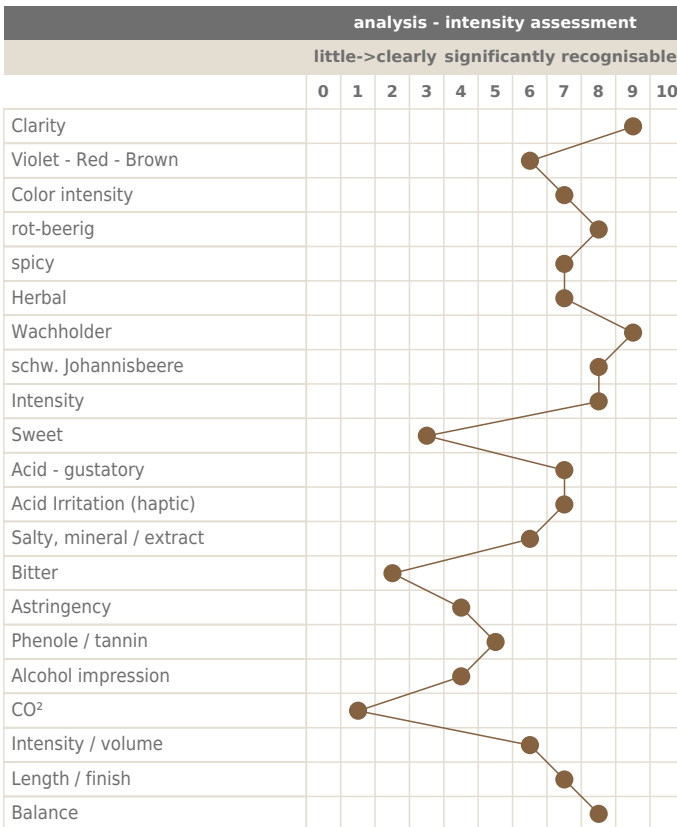 analysis - intensity assessment
little->clearly significantly recognisable
0 1 2 3 4 5 6 7 8 9 10
Clarity
Violet - Red - Brown
Color intensity
rot-beerig
spicy
Herbal
Wachholder
schw. Johannisbeere
Intensity
Sweet
Acid - gustatory
Acid Irritation (haptic)
Salty, mineral / extract
Bitter
Astringency
Phenole / tannin
Alcohol impression
CO²
Intensity / volume
Length / finish
Balance